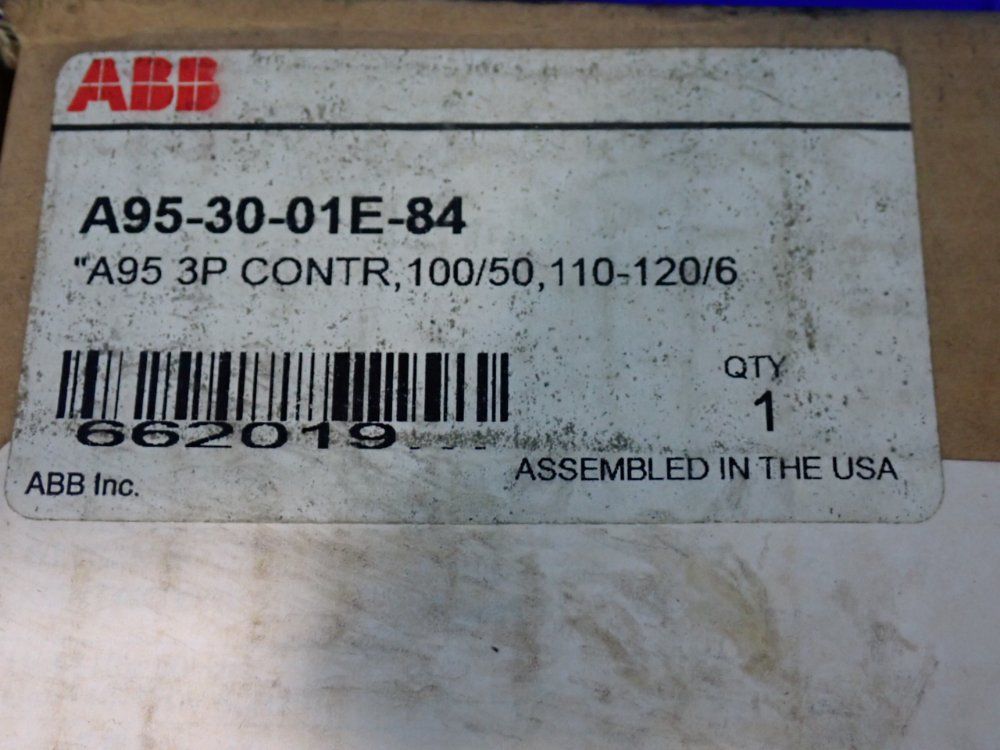 ABB
A95-30-01E-84
"A95 3P CONTR,100/50,110-120/6
QTY
1
662019...
ASSEMBLED IN THE USA
ABB Inc.